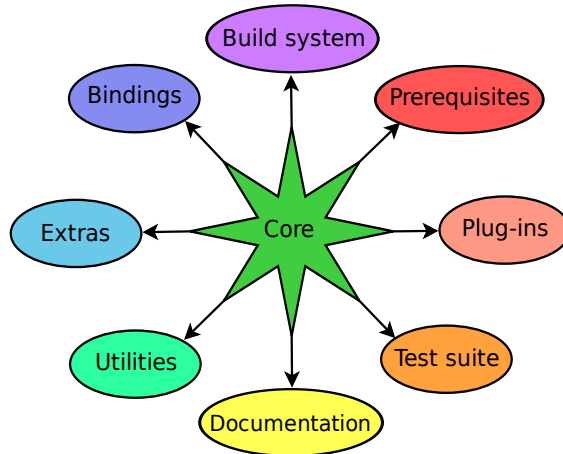 Build system
Bindings
Prerequisites
Extras
Core
Plug-ins
Utilities
Test suite
Documentation